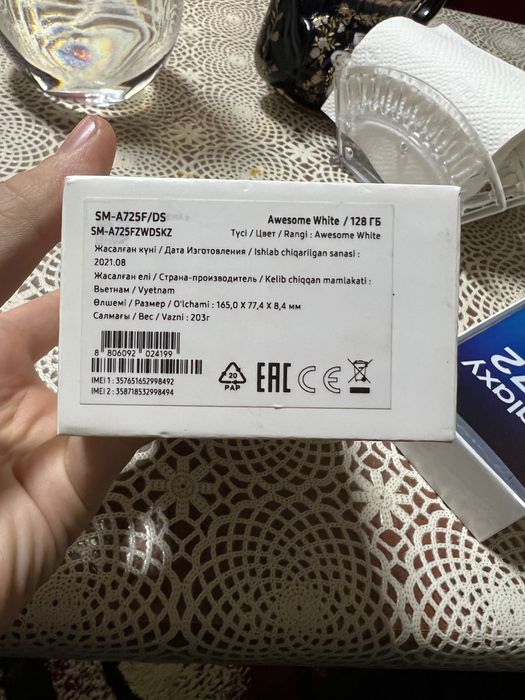 SM-A725F/DS
Awesome White / 128 ГБ
SM-A725FZWDSKZ
Түсі / Цвет / Rangi : Awesome White
Жасалған күні / Дата Изготовления / Ishlab chiqarilgan sanasi :
2021.08
Жасалған елі / Страна-производитель / Kelib chiqqan mamlakati :
Вьетнам / Vyetnam
Өлшемі / Размер / O'lchami : 165,0 X 77,4 X 8,4 мм
Салмағы / Вес / Vazni : 203г
8 806092 024199
IMEI 1 : 357651652998492
IMEI 2 : 358718532998494
20
PAP
EAC
CE
alaxy
72